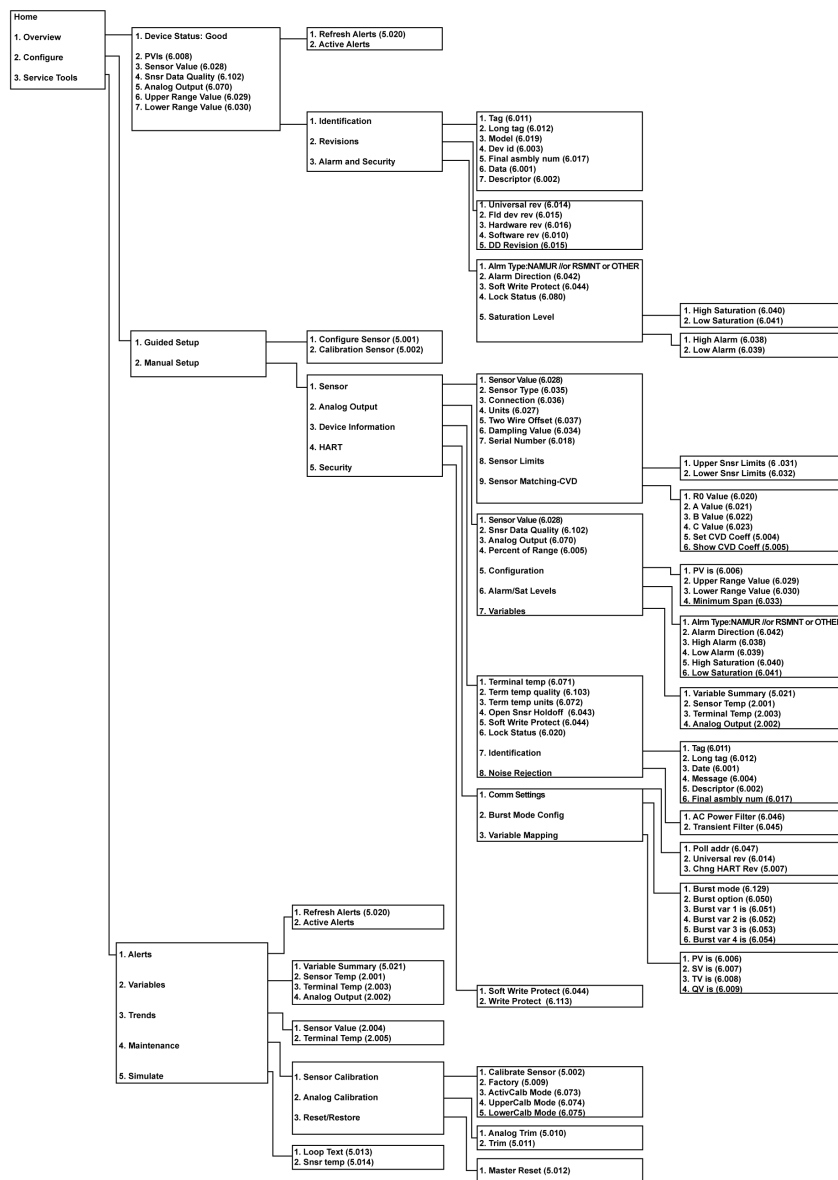 Home
1. Overview
2. Configure
3. Service Tools
1. Device Status: Good
2. PVIs (6.008)
3. Sensor Value (6.028)
4. Snsr Data Quality (6.102)
5. Analog Output (6.070)
6. Upper Range Value (6.029)
7. Lower Range Value (6.030)
1. Refresh Alerts (5.020)
2. Active Alerts
1. Identification
2. Revisions
3. Alarm and Security
1. Tag (6.011)
2. Long tag (6.012)
3. Model (6.019)
4. Dev id (6.003)
5. Final asmbly num (6.017)
6. Data (6.001)
7. Descriptor (6.002)
1. Universal rev (6.014)
2. Fld dev rev (6.015)
3. Hardware rev (6.016)
4. Software rev (6.010)
5. DD Revision (6.015)
1. Alrm Type:NAMUR //or RSMNT or OTHER
2. Alarm Direction (6.042)
3. Soft Write Protect (6.044)
4. Lock Status (6.080)
5. Saturation Level
1. High Saturation (6.040)
2. Low Saturation (6.041)
1. High Alarm (6.038)
2. Low Alarm (6.039)
1. Guided Setup
2. Manual Setup
1. Configure Sensor (5.001)
2. Calibration Sensor (5.002)
1. Sensor
2. Analog Output
3. Device Information
4. HART
5. Security
1. Sensor Value (6.028)
2. Sensor Type (6.035)
3. Connection (6.036)
4. Units (6.027)
5. Two Wire Offset (6.037)
6. Dampling Value (6.034)
7. Serial Number (6.018)
8. Sensor Limits
9. Sensor Matching-CVD
1. Upper Snsr Limits (6 .031)
2. Lower Snsr Limits (6.032)
1. R0 Value (6.020)
2. A Value (6.021)
3. B Value (6.022)
4. C Value (6.023)
5. Set CVD Coeff (5.004)
6. Show CVD Coeff (5.005)
1. Sensor Value (6.028)
2. Snsr Data Quality (6.102)
3. Analog Output (6.070)
4. Percent of Range (6.005)
5. Configuration
6. Alarm/Sat Levels
7. Variables
1. PV is (6.006)
2. Upper Range Value (6.029)
3. Lower Range Value (6.030)
4. Minimum Span (6.033)
1. Alrm Type:NAMUR //or RSMNT or OTHER
2. Alarm Direction (6.042)
3. High Alarm (6.038)
4. Low Alarm (6.039)
5. High Saturation (6.040)
6. Low Saturation (6.041)
1. Variable Summary (5.021)
2. Sensor Temp (2.001)
3. Terminal Temp (2.003)
4. Analog Output (2.002)
1. Terminal temp (6.071)
2. Term temp quality (6.103)
3. Term temp units (6.072)
4. Open Snsr Holdoff (6.043)
5. Soft Write Protect (6.044)
6. Lock Status (6.020)
7. Identification
8. Noise Rejection
1. Tag (6.011)
2. Long tag (6.012)
3. Date (6.001)
4. Message (6.004)
5. Descriptor (6.002)
6. Final asmbly num (6.017)
1. AC Power Filter (6.046)
2. Transient Filter (6.045)
1. Comm Settings
2. Burst Mode Config
3. Variable Mapping
1. Poll addr (6.047)
2. Universal rev (6.014)
3. Chng HART Rev (5.007)
1. Burst mode (6.129)
2. Burst option (6.050)
3. Burst var 1 is (6.051)
4. Burst var 2 is (6.052)
5. Burst var 3 is (6.053)
6. Burst var 4 is (6.054)
1. PV is (6.006)
2. SV is (6.007)
3. TV is (6.008)
4. QV is (6.009)
1. Soft Write Protect (6.044)
2. Write Protect (6.113)
1. Alerts
2. Variables
3. Trends
4. Maintenance
5. Simulate
1. Refresh Alerts (5.020)
2. Active Alerts
1. Variable Summary (5.021)
2. Sensor Temp (2.001)
3. Terminal Temp (2.003)
4. Analog Output (2.002)
1. Sensor Value (2.004)
2. Terminal Temp (2.005)
1. Sensor Calibration
2. Analog Calibration
3. Reset/Restore
1. Calibrate Sensor (5.002)
2. Factory (5.009)
3. ActivCalb Mode (6.073)
4. UpperCalb Mode (6.074)
5. LowerCalb Mode (6.075)
1. Analog Trim (5.010)
2. Trim (5.011)
1. Master Reset (5.012)
1. Loop Text (5.013)
2. Snsr temp (5.014)